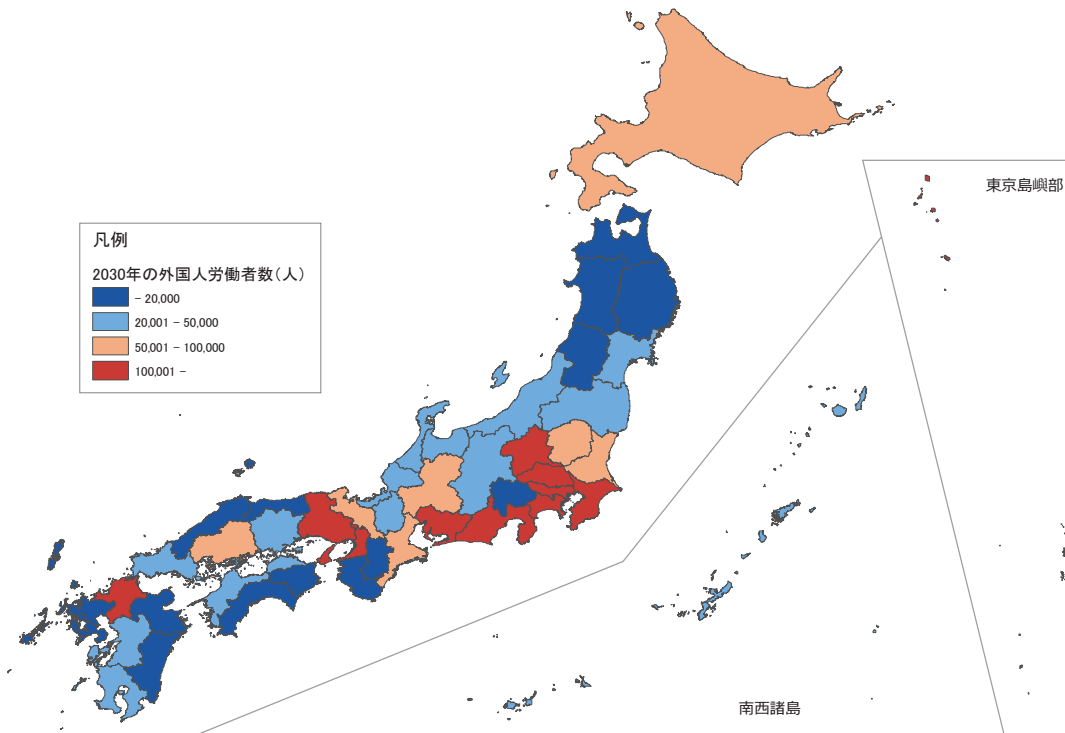 東京島嶼部
凡例
2030年の外国人労働者数(人)
- 20,000
20,001 - 50,000
50,001 - 100,000
100,001 -
南西諸島